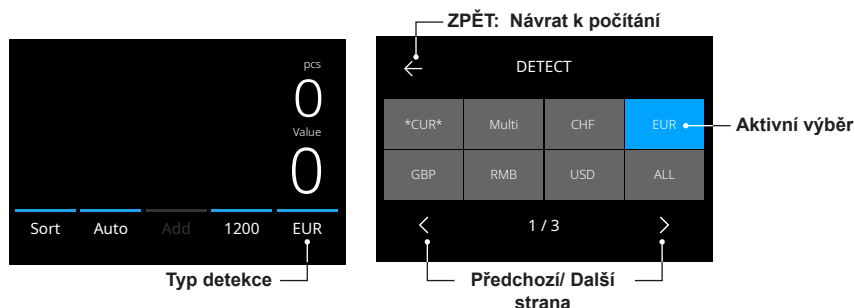 ZPĚT: Návrat k počítání
pcs
0
Value
0
Sort Auto Add 1200 EUR
Typ detekce
DETECT
*CUR* Multi CHF EUR
Aktivní výběr
GBP RMB USD ALL
1 / 3
Předchozí/ Další
strana